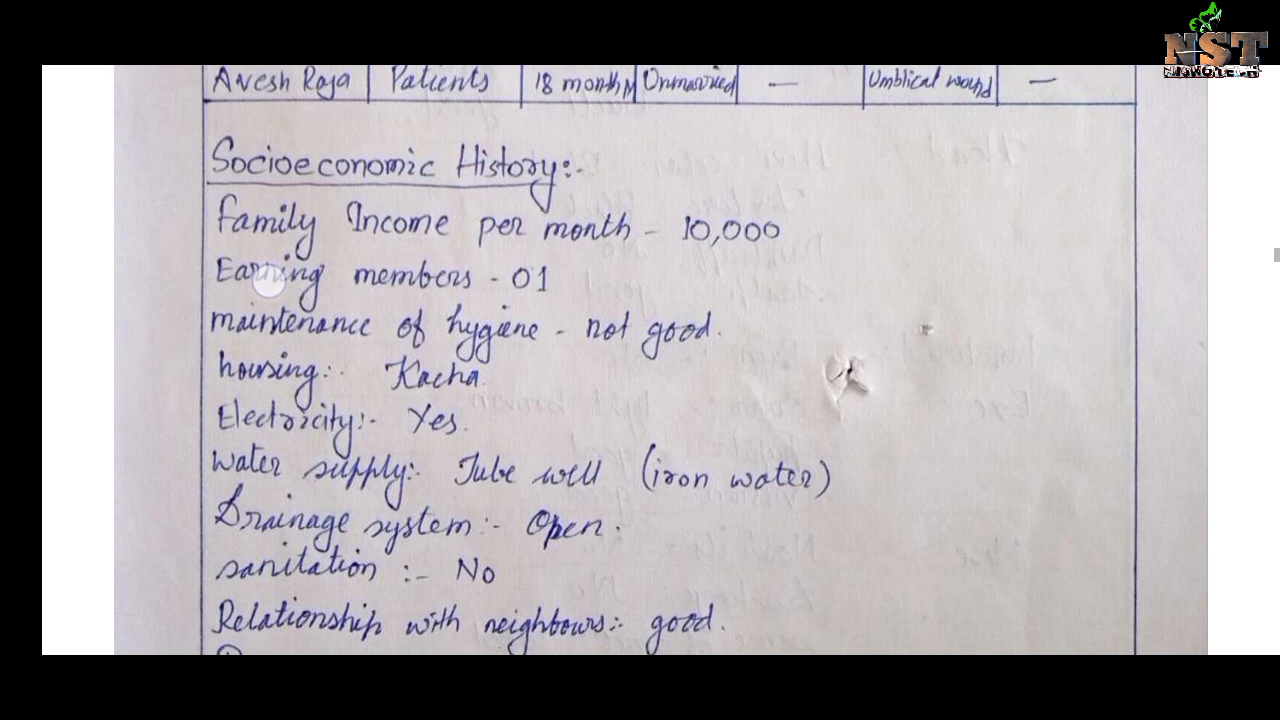 NST
Avesh Raja | Patients | 18 month M | Unmarried | — | Umblical wound | —
Socioeconomic History:-
Family Income per month - 10,000
Earning members - 01
maintenance of hygiene - not good.
housing:- Kacha
Electricity:- Yes.
water supply:- Tube well (iron water)
Drainage system:- Open.
sanitation :- No
Relationship with neighbours:- good.